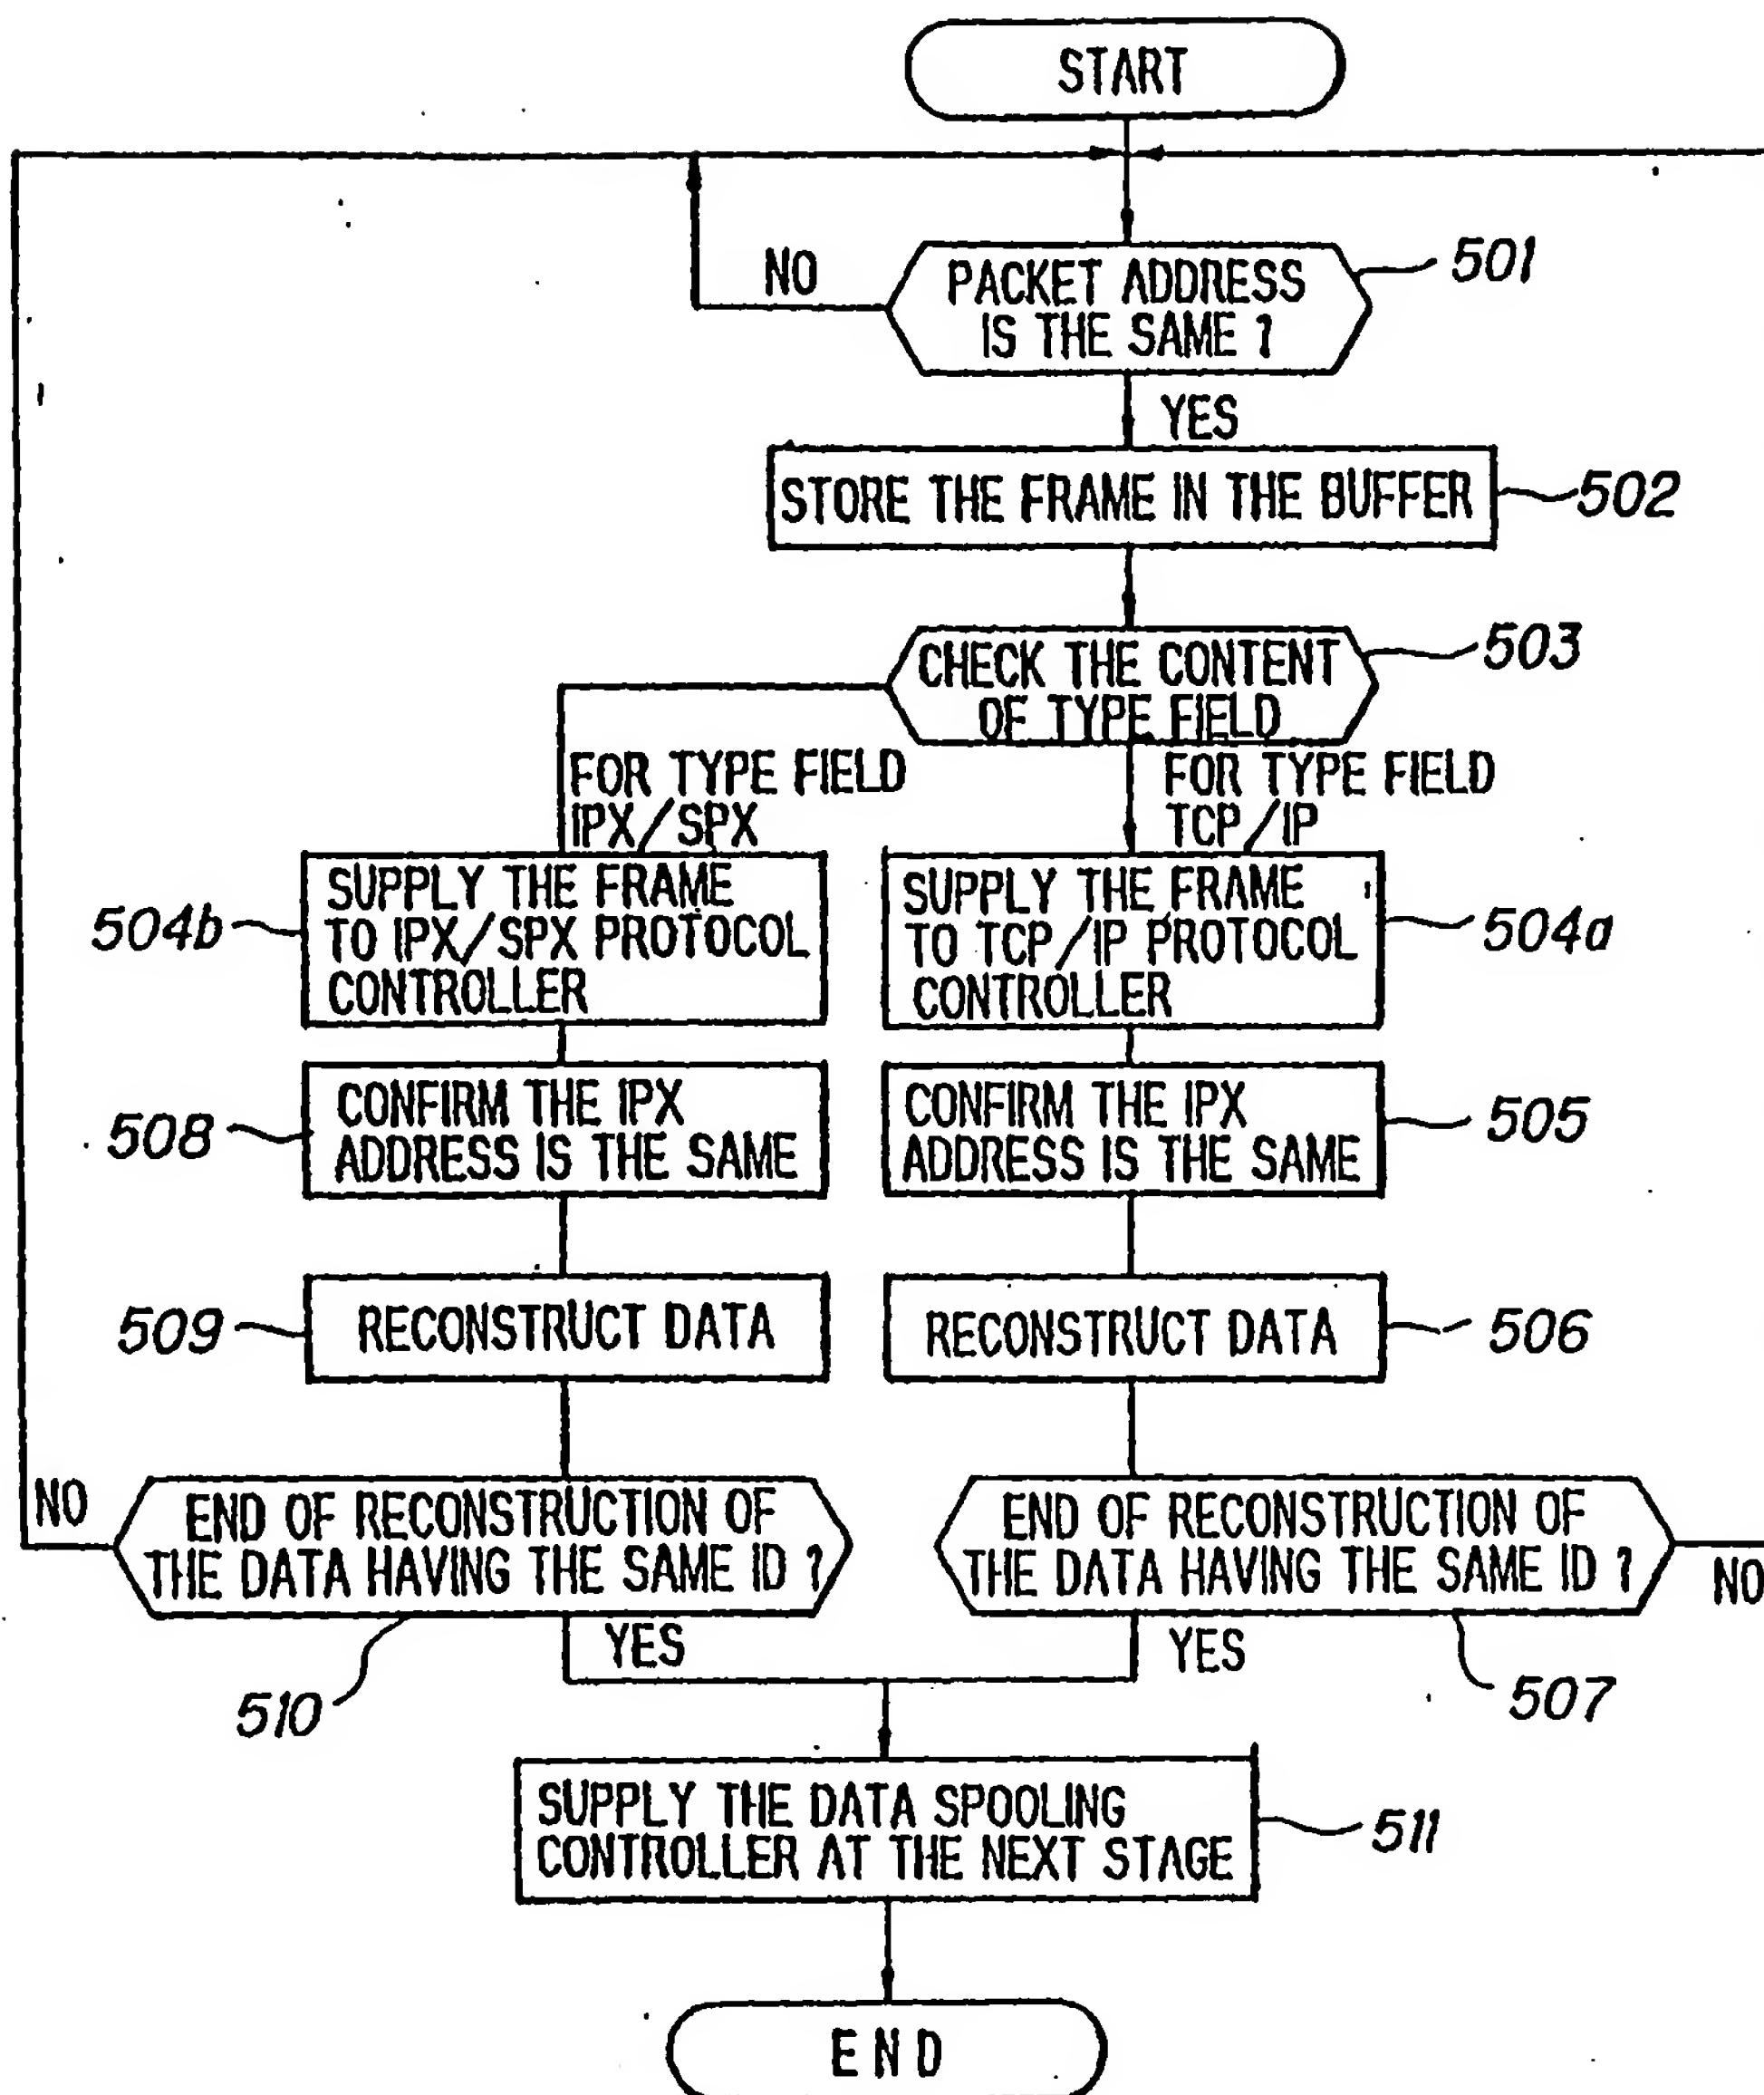 START
NO
PACKET ADDRESS
IS THE SAME ?
501
YES
STORE THE FRAME IN THE BUFFER
502
CHECK THE CONTENT
OF TYPE FIELD
503
FOR TYPE FIELD
IPX/SPX
FOR TYPE FIELD
TCP/IP
504b
SUPPLY THE FRAME
TO IPX/SPX PROTOCOL
CONTROLLER
SUPPLY THE FRAME
TO TCP/IP PROTOCOL
CONTROLLER
504a
508
CONFIRM THE IPX
ADDRESS IS THE SAME
CONFIRM THE IPX
ADDRESS IS THE SAME
505
509
RECONSTRUCT DATA
RECONSTRUCT DATA
506
NO
END OF RECONSTRUCTION OF
THE DATA HAVING THE SAME ID ?
END OF RECONSTRUCTION OF
THE DATA HAVING THE SAME ID ?
NO
YES
YES
510
507
SUPPLY THE DATA SPOOLING
CONTROLLER AT THE NEXT STAGE
511
END